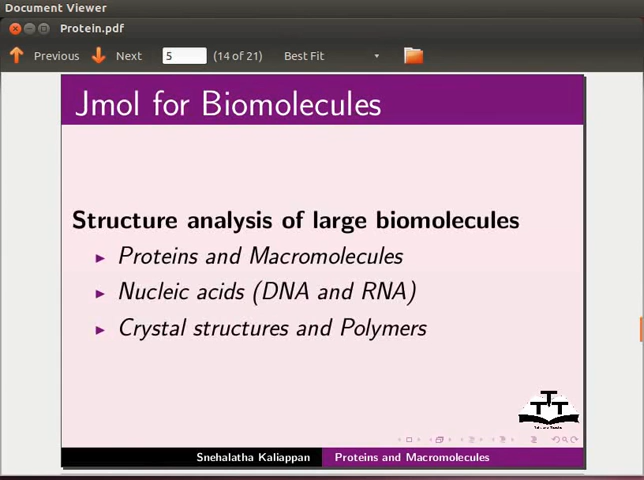 Document Viewer
Protein.pdf
Previous Next 5 (14 of 21) Best Fit
Jmol for Biomolecules
Structure analysis of large biomolecules
Proteins and Macromolecules
Nucleic acids (DNA and RNA)
Crystal structures and Polymers
Snehalatha Kaliappan Proteins and Macromolecules